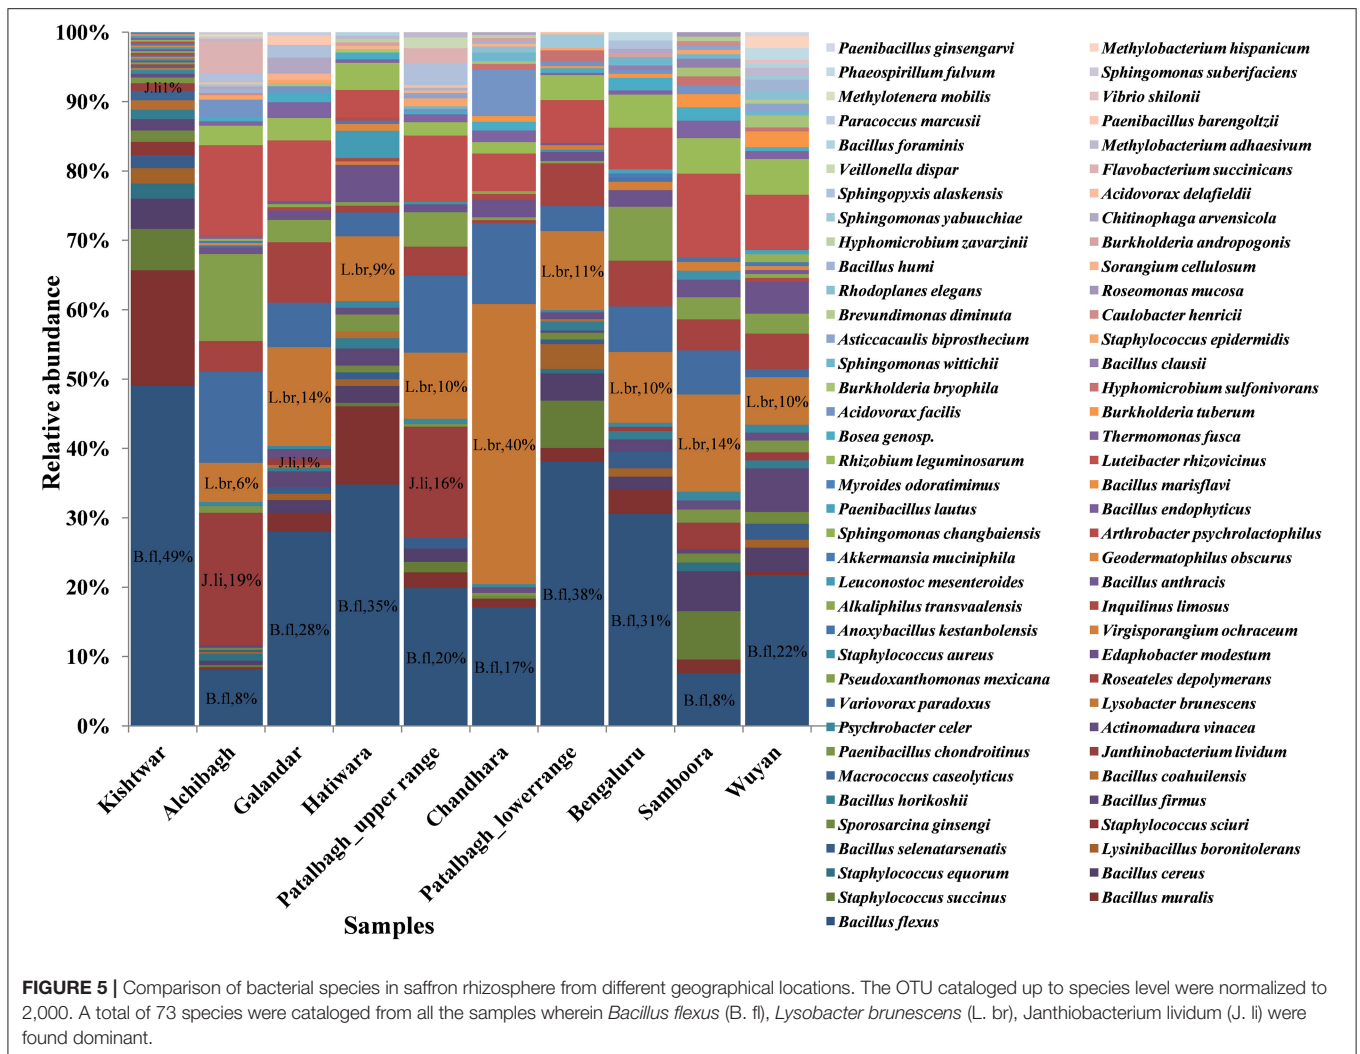 100%
90%
80%
70%
60%
50%
40%
30%
20%
10%
0%
Relative abundance
J.li1%
B.fl,49%
L.br,6%
J.li,19%
B.fl,8%
L.br,14%
J.li,1%
B.fl,28%
L.br,9%
B.fl,35%
L.br,10%
J.li,16%
B.fl,20%
L.br,40%
B.fl,17%
L.br,11%
B.fl,38%
L.br,10%
B.fl,31%
L.br,14%
B.fl,8%
L.br,10%
B.fl,22%
Kishtwar
Alchibagh
Galandar
Hatiwara
Patalbagh_upper range
Chandhara
Patalbagh_lowerrange
Bengaluru
Samboora
Wuyan
Samples
Paenibacillus ginsengarvi Methylobacterium hispanicum
Phaeospirillum fulvum Sphingomonas suberifaciens
Methylotenera mobilis Vibrio shilonii
Paracoccus marcusii Paenibacillus barengoltzii
Bacillus foraminis Methylobacterium adhaesivum
Veillonella dispar Flavobacterium succinicans
Sphingopyxis alaskensis Acidovorax delafieldii
Sphingomonas yabuuchiae Chitinophaga arvensicola
Hyphomicrobium zavarzinii Burkholderia andropogonis
Bacillus humi Sorangium cellulosum
Rhodoplanes elegans Roseomonas mucosa
Brevundimonas diminuta Caulobacter henricii
Asticcacaulis biprosthecium Staphylococcus epidermidis
Sphingomonas wittichii Bacillus clausii
Burkholderia bryophila Hyphomicrobium sulfonivorans
Acidovorax facilis Burkholderia tuberum
Bosea genosp. Thermomonas fusca
Rhizobium leguminosarum Luteibacter rhizovicinus
Myroides odoratimimus Bacillus marisflavi
Paenibacillus lautus Bacillus endophyticus
Sphingomonas changbaiensis Arthrobacter psychrolactophilus
Akkermansia muciniphila Geodermatophilus obscurus
Leuconostoc mesenteroides Bacillus anthracis
Alkaliphilus transvaalensis Inquilinus limosus
Anoxybacillus kestanbolensis Virgisporangium ochraceum
Staphylococcus aureus Edaphobacter modestum
Pseudoxanthomonas mexicana Roseateles depolymerans
Variovorax paradoxus Lysobacter brunescens
Psychrobacter celer Actinomadura vinacea
Paenibacillus chondroitinus Janthinobacterium lividum
Macrococcus caseolyticus Bacillus coahuilensis
Bacillus horikoshii Bacillus firmus
Sporosarcina ginsengi Staphylococcus sciuri
Bacillus selenatarsenatis Lysinibacillus boronitolerans
Staphylococcus equorum Bacillus cereus
Staphylococcus succinus Bacillus muralis
Bacillus flexus
FIGURE 5 | Comparison of bacterial species in saffron rhizosphere from different geographical locations. The OTU cataloged up to species level were normalized to
2,000. A total of 73 species were cataloged from all the samples wherein Bacillus flexus (B. fl), Lysobacter brunescens (L. br), Janthiobacterium lividum (J. li) were
found dominant.